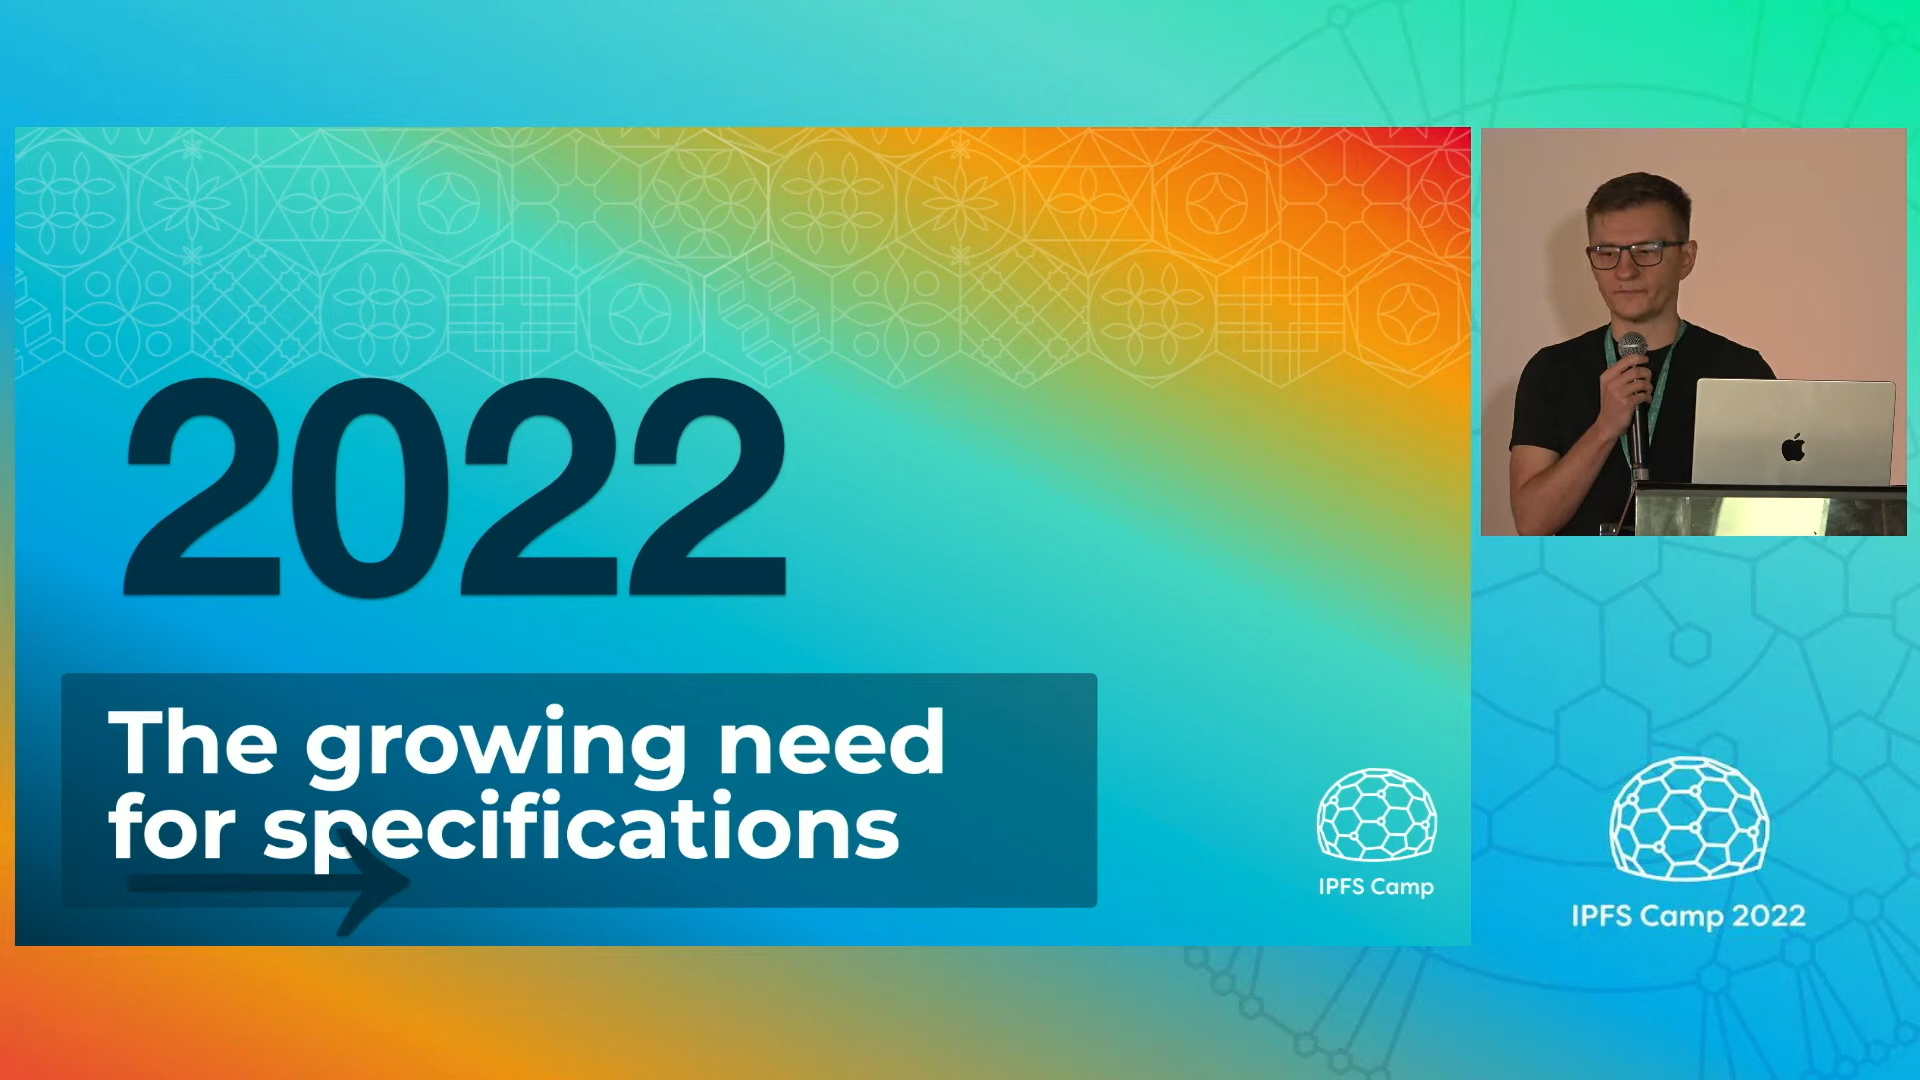 2022
The growing need
for specifications
IPFS Camp
IPFS Camp 2022